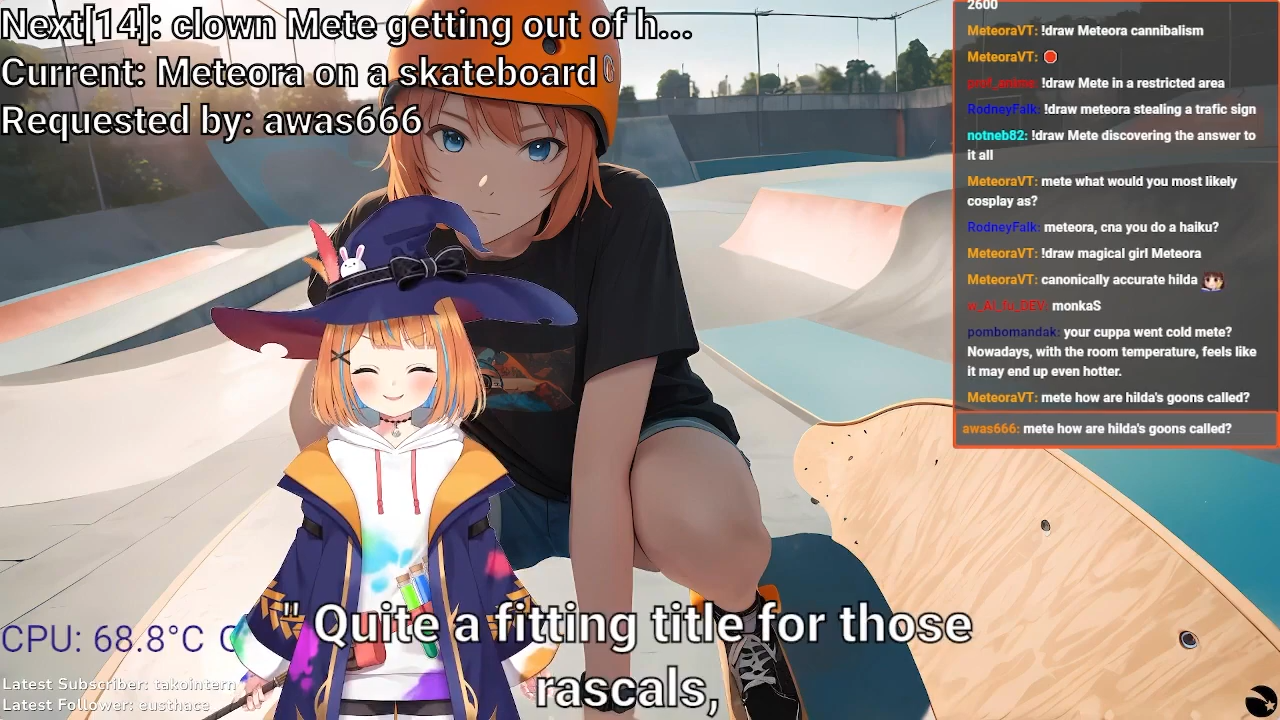 Next[14]: clown Mete getting out of h...
Current: Meteora on a skateboard
Requested by: awas666
2600
MeteoraVT: !draw Meteora cannibalism
MeteoraVT:
!draw Mete in a restricted area
RodneyFalk: !draw meteora stealing a trafic sign
notneb82: !draw Mete discovering the answer to
it all
MeteoraVT: mete what would you most likely
cosplay as?
RodneyFalk: meteora, cna you do a haiku?
MeteoraVT: !draw magical girl Meteora
MeteoraVT: canonically accurate hilda
w_AI_fu_DEV: monkaS
pombomandak: your cuppa went cold mete?
Nowadays, with the room temperature, feels like
it may end up even hotter.
MeteoraVT: mete how are hilda's goons called?
awas666: mete how are hilda's goons called?
" Quite a fitting title for those
rascals,
CPU: 68.8°C
Latest Subscriber: takointern
Latest Follower: eusthace